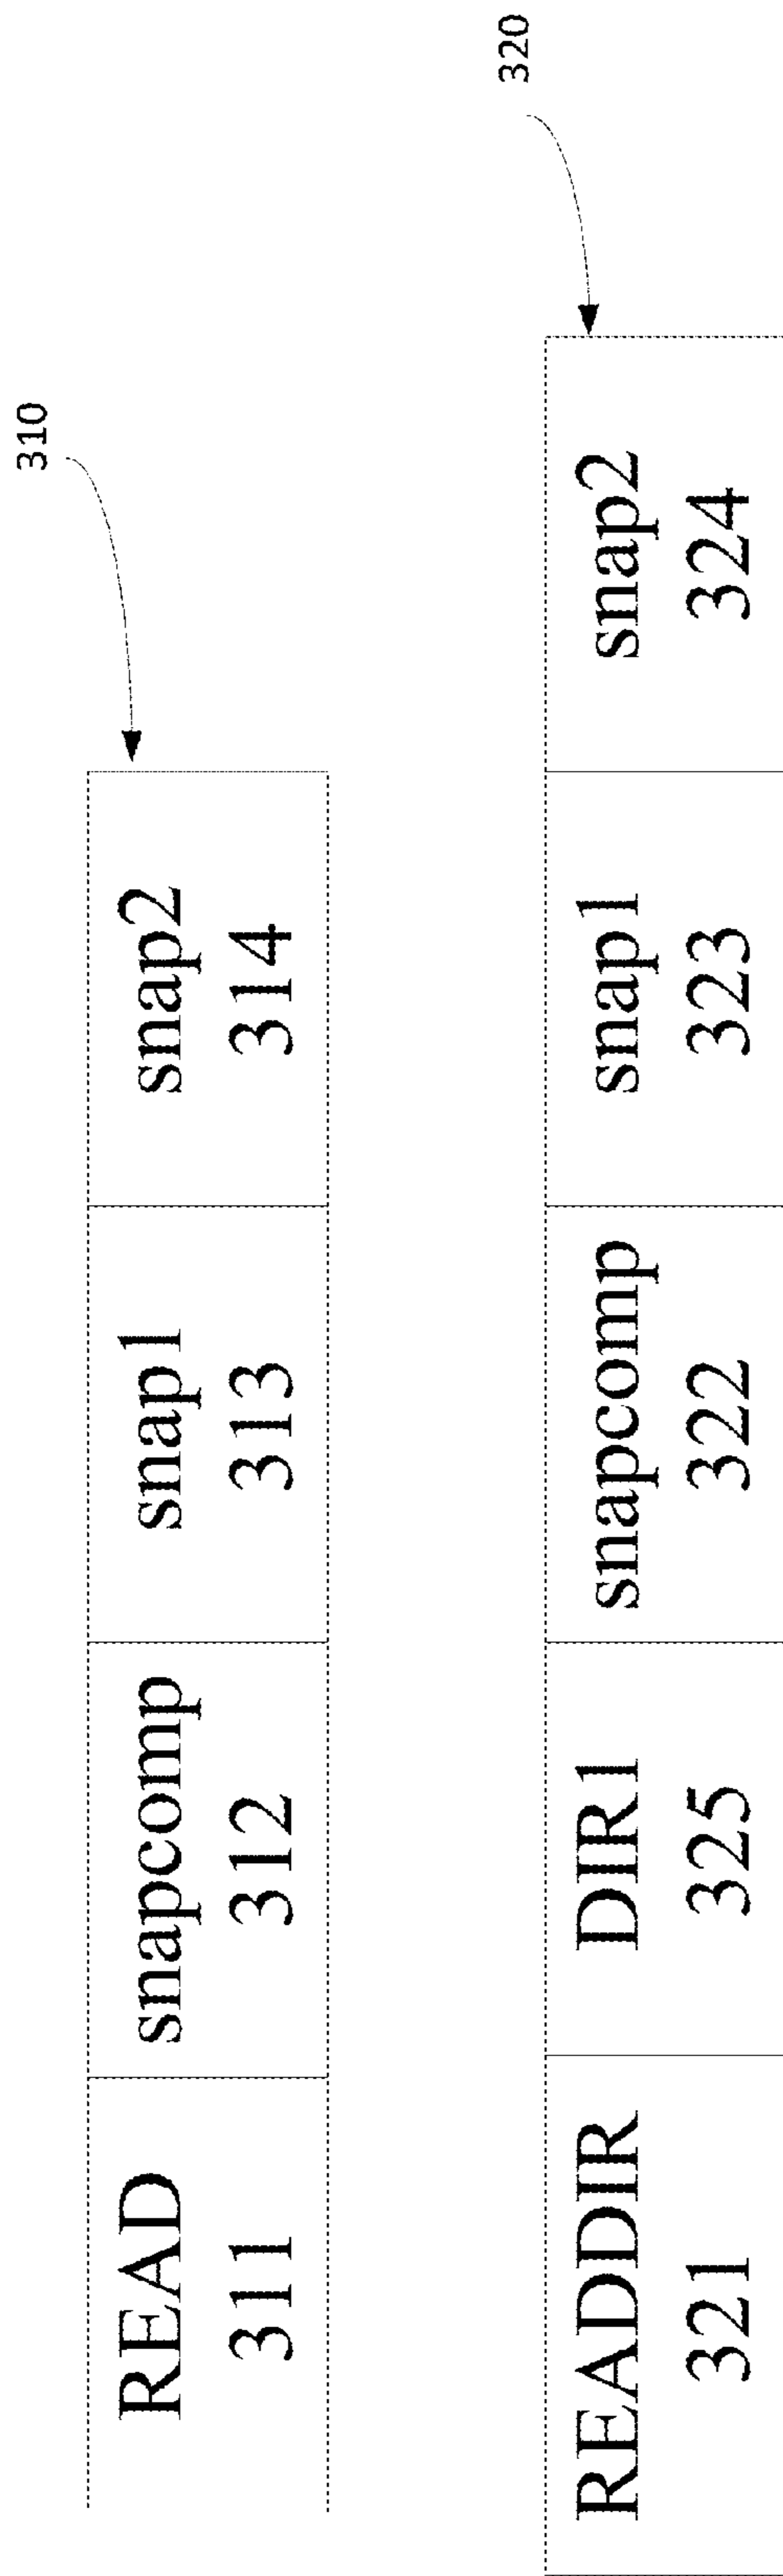 310
READ
311
snapcomp
312
snap1
313
snap2
314
320
READDIR
321
DIR1
325
snapcomp
322
snap1
323
snap2
324